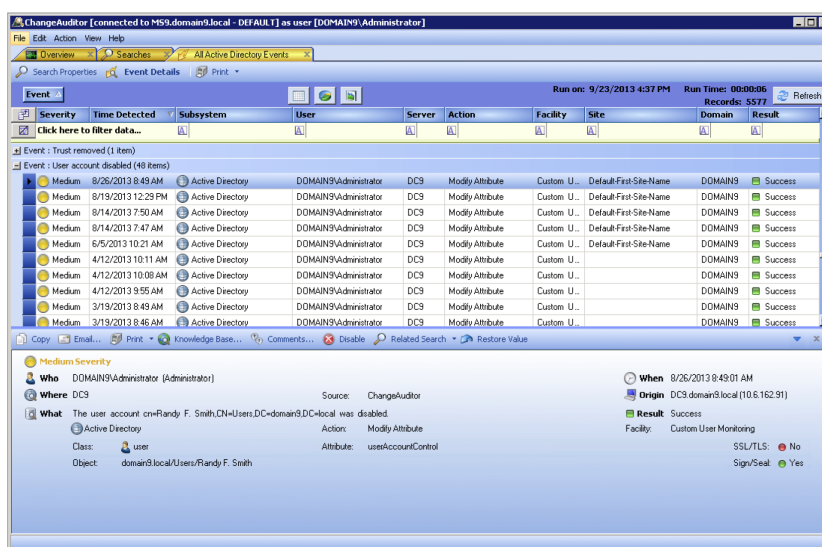 ChangeAuditor [connected to MS9.domain9.local - DEFAULT] as user [DOMAIN9\Administrator]
File Edit Action View Help
Overview Searches All Active Directory Events
Search Properties Event Details Print
Event Run on: 9/23/2013 4:37 PM Run Time: 00:00:06 Refresh
Records: 5577
Severity Time Detected Subsystem User Server Action Facility Site Domain Result
Click here to filter data...
Event : Trust removed (1 item)
Event : User account disabled (48 items)
Medium 8/26/2013 8:49 AM Active Directory DOMAIN9\Administrator DC9 Modify Attribute Custom U... Default-First-Site-Name DOMAIN9 Success
Medium 8/19/2013 12:29 PM Active Directory DOMAIN9\Administrator DC9 Modify Attribute Custom U... Default-First-Site-Name DOMAIN9 Success
Medium 8/14/2013 7:50 AM Active Directory DOMAIN9\Administrator DC9 Modify Attribute Custom U... Default-First-Site-Name DOMAIN9 Success
Medium 8/14/2013 7:47 AM Active Directory DOMAIN9\Administrator DC9 Modify Attribute Custom U... Default-First-Site-Name DOMAIN9 Success
Medium 6/5/2013 10:21 AM Active Directory DOMAIN9\Administrator DC9 Modify Attribute Custom U... Default-First-Site-Name DOMAIN9 Success
Medium 4/12/2013 10:11 AM Active Directory DOMAIN9\Administrator DC9 Modify Attribute Custom U... DOMAIN9 Success
Medium 4/12/2013 10:08 AM Active Directory DOMAIN9\Administrator DC9 Modify Attribute Custom U... DOMAIN9 Success
Medium 4/12/2013 9:55 AM Active Directory DOMAIN9\Administrator DC9 Modify Attribute Custom U... DOMAIN9 Success
Medium 3/19/2013 8:49 AM Active Directory DOMAIN9\Administrator DC9 Modify Attribute Custom U... DOMAIN9 Success
Medium 3/19/2013 8:46 AM Active Directory DOMAIN9\Administrator DC9 Modify Attribute Custom U... DOMAIN9 Success
Copy Email... Print Knowledge Base... Comments... Disable Related Search Restore Value
Medium Severity
Who DOMAIN9\Administrator (Administrator) When 8/26/2013 8:49:01 AM
Where DC9 Source: ChangeAuditor Origin DC9.domain9.local (10.6.162.91)
What The user account cn=Randy F. Smith,CN=Users,DC=domain9,DC=local was disabled. Result Success
Active Directory Action: Modify Attribute Facility: Custom User Monitoring
Class: user Attribute: userAccountControl SSL/TLS: No
Object: domain9.local/Users/Randy F. Smith Sign/Seal: Yes